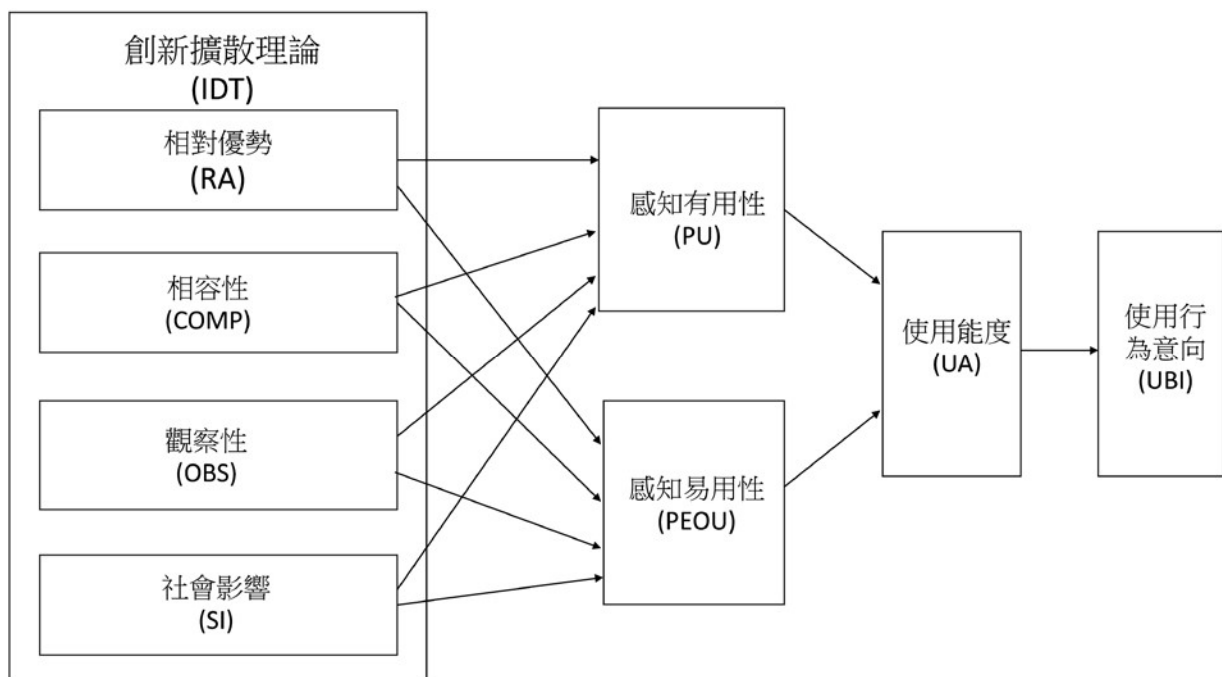 創新擴散理論
(IDT)
相對優勢
(RA)
相容性
(COMP)
觀察性
(OBS)
社會影響
(SI)
感知有用性
(PU)
感知易用性
(PEOU)
使用能度
(UA)
使用行
為意向
(UBI)